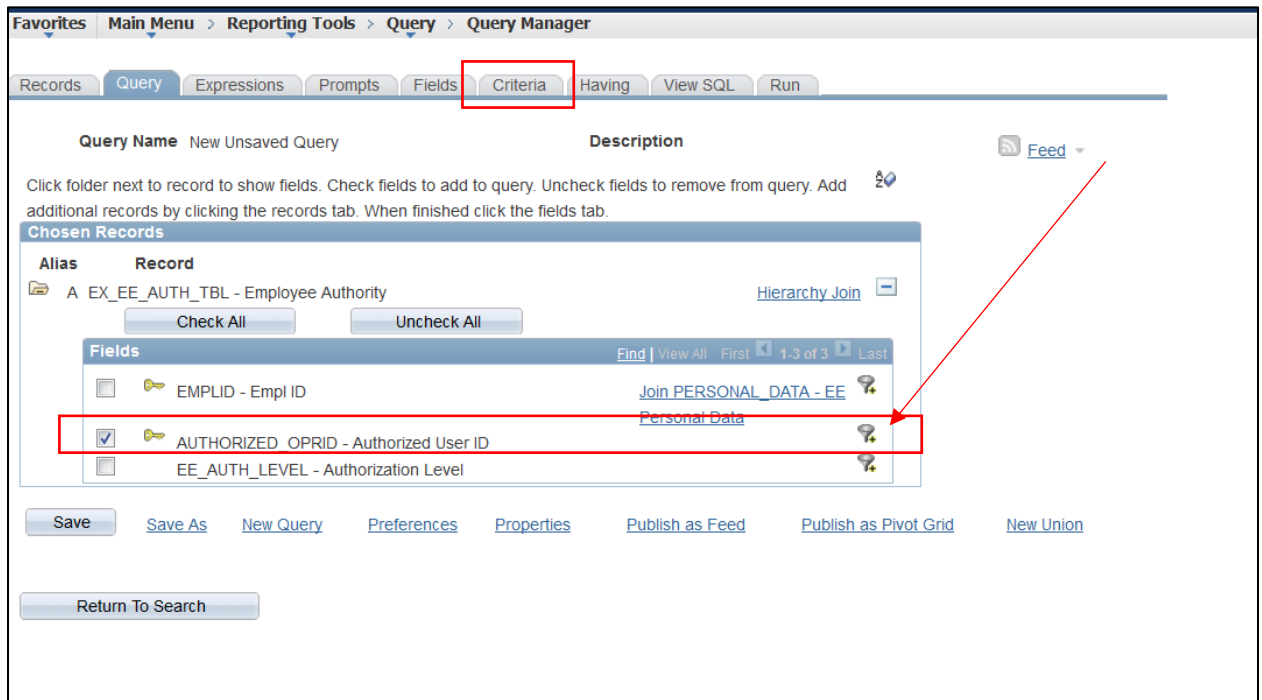 Favorites Main Menu > Reporting Tools > Query > Query Manager
Records Query Expressions Prompts Fields Criteria Having View SQL Run
Query Name New Unsaved Query Description Feed
Click folder next to record to show fields. Check fields to add to query. Uncheck fields to remove from query. Add
additional records by clicking the records tab. When finished click the fields tab.
Chosen Records
Alias Record
A EX_EE_AUTH_TBL - Employee Authority Hierarchy Join
Check All Uncheck All
Fields Find | View All First 1-3 of 3 Last
EMPLID - Empl ID Join PERSONAL_DATA - EE
Personal Data
AUTHORIZED_OPRID - Authorized User ID
EE_AUTH_LEVEL - Authorization Level
Save Save As New Query Preferences Properties Publish as Feed Publish as Pivot Grid New Union
Return To Search